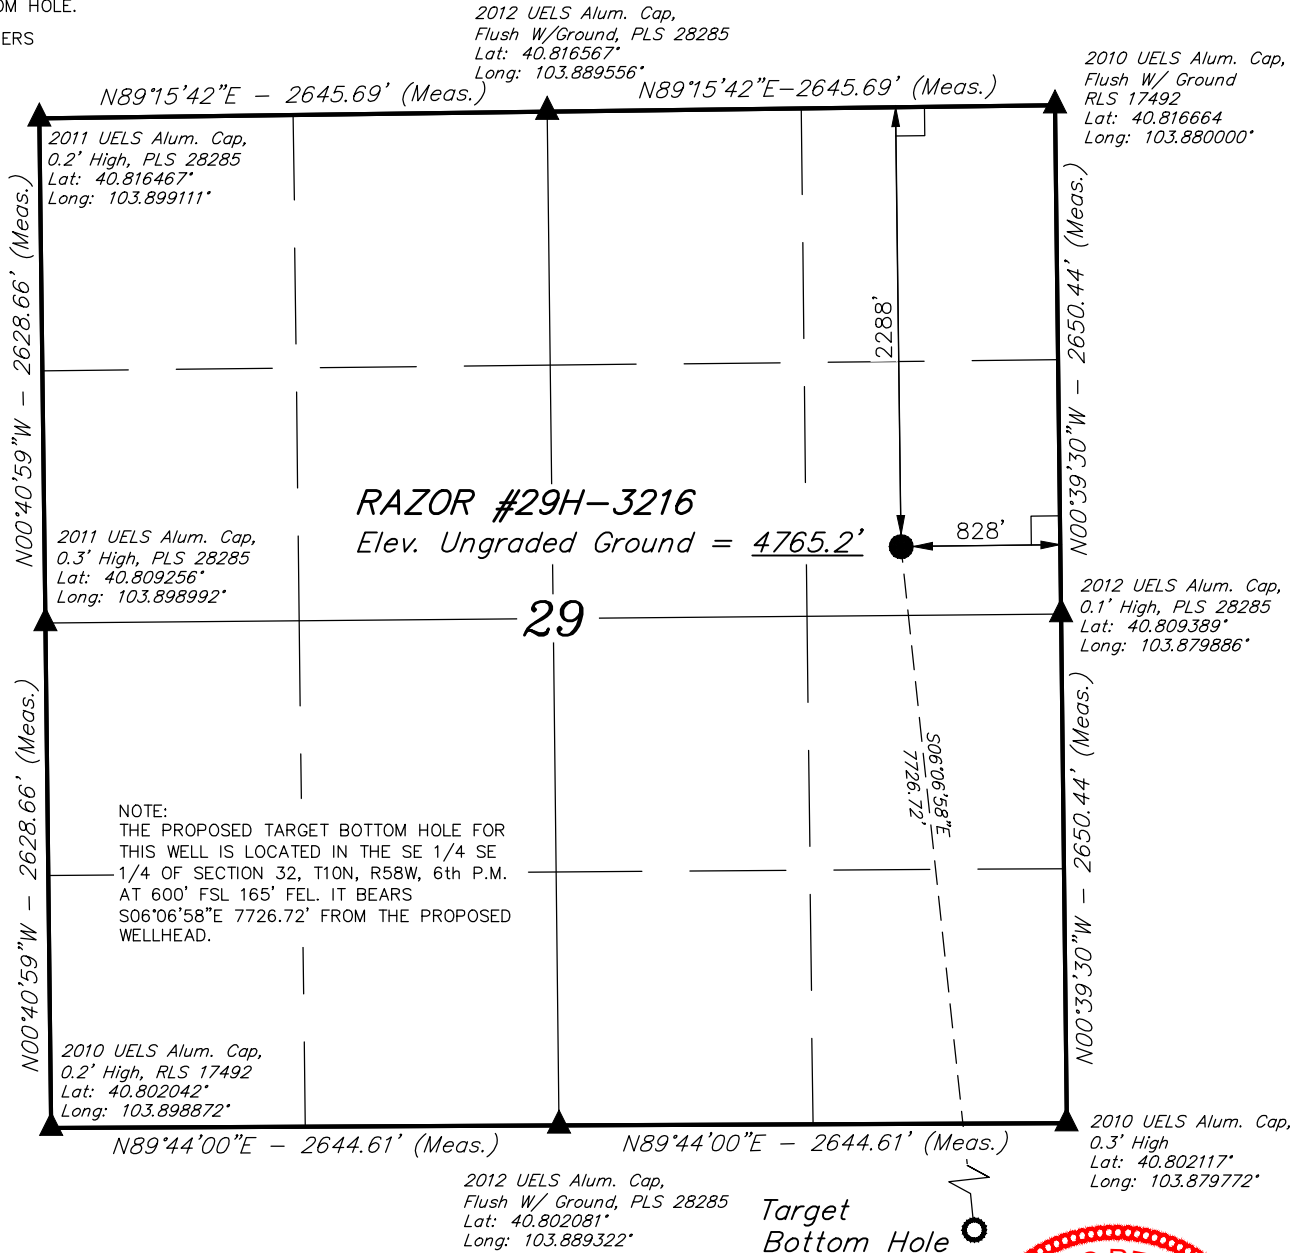 OM HOLE.
ERS
2012 UELS Alum. Cap,
Flush W/Ground, PLS 28285
Lat: 40.816567°
Long: 103.889556°
2010 UELS Alum. Cap,
Flush W/ Ground
RLS 17492
Lat: 40.816664
Long: 103.880000°
N89°15'42"E - 2645.69' (Meas.)
N89°15'42"E-2645.69' (Meas.)
2011 UELS Alum. Cap,
0.2' High, PLS 28285
Lat: 40.816467°
Long: 103.899111°
N00°40'59"W - 2628.66' (Meas.)
N00°39'30"W - 2650.44' (Meas.)
2288'
RAZOR #29H-3216
Elev. Ungraded Ground = 4765.2'
828'
2011 UELS Alum. Cap,
0.3' High, PLS 28285
Lat: 40.809256°
Long: 103.898992°
2012 UELS Alum. Cap,
0.1' High, PLS 28285
Lat: 40.809389°
Long: 103.879886°
29
N00°40'59"W - 2628.66' (Meas.)
N00°39'30"W - 2650.44' (Meas.)
S06°06'58"E
7726.72'
NOTE:
THE PROPOSED TARGET BOTTOM HOLE FOR
THIS WELL IS LOCATED IN THE SE 1/4 SE
1/4 OF SECTION 32, T10N, R58W, 6th P.M.
AT 600' FSL 165' FEL. IT BEARS
S06°06'58"E 7726.72' FROM THE PROPOSED
WELLHEAD.
2010 UELS Alum. Cap,
0.2' High, RLS 17492
Lat: 40.802042°
Long: 103.898872°
N89°44'00"E - 2644.61' (Meas.)
N89°44'00"E - 2644.61' (Meas.)
2010 UELS Alum. Cap,
0.3' High
Lat: 40.802117°
Long: 103.879772°
2012 UELS Alum. Cap,
Flush W/ Ground, PLS 28285
Lat: 40.802081°
Long: 103.889322°
Target
Bottom Hole